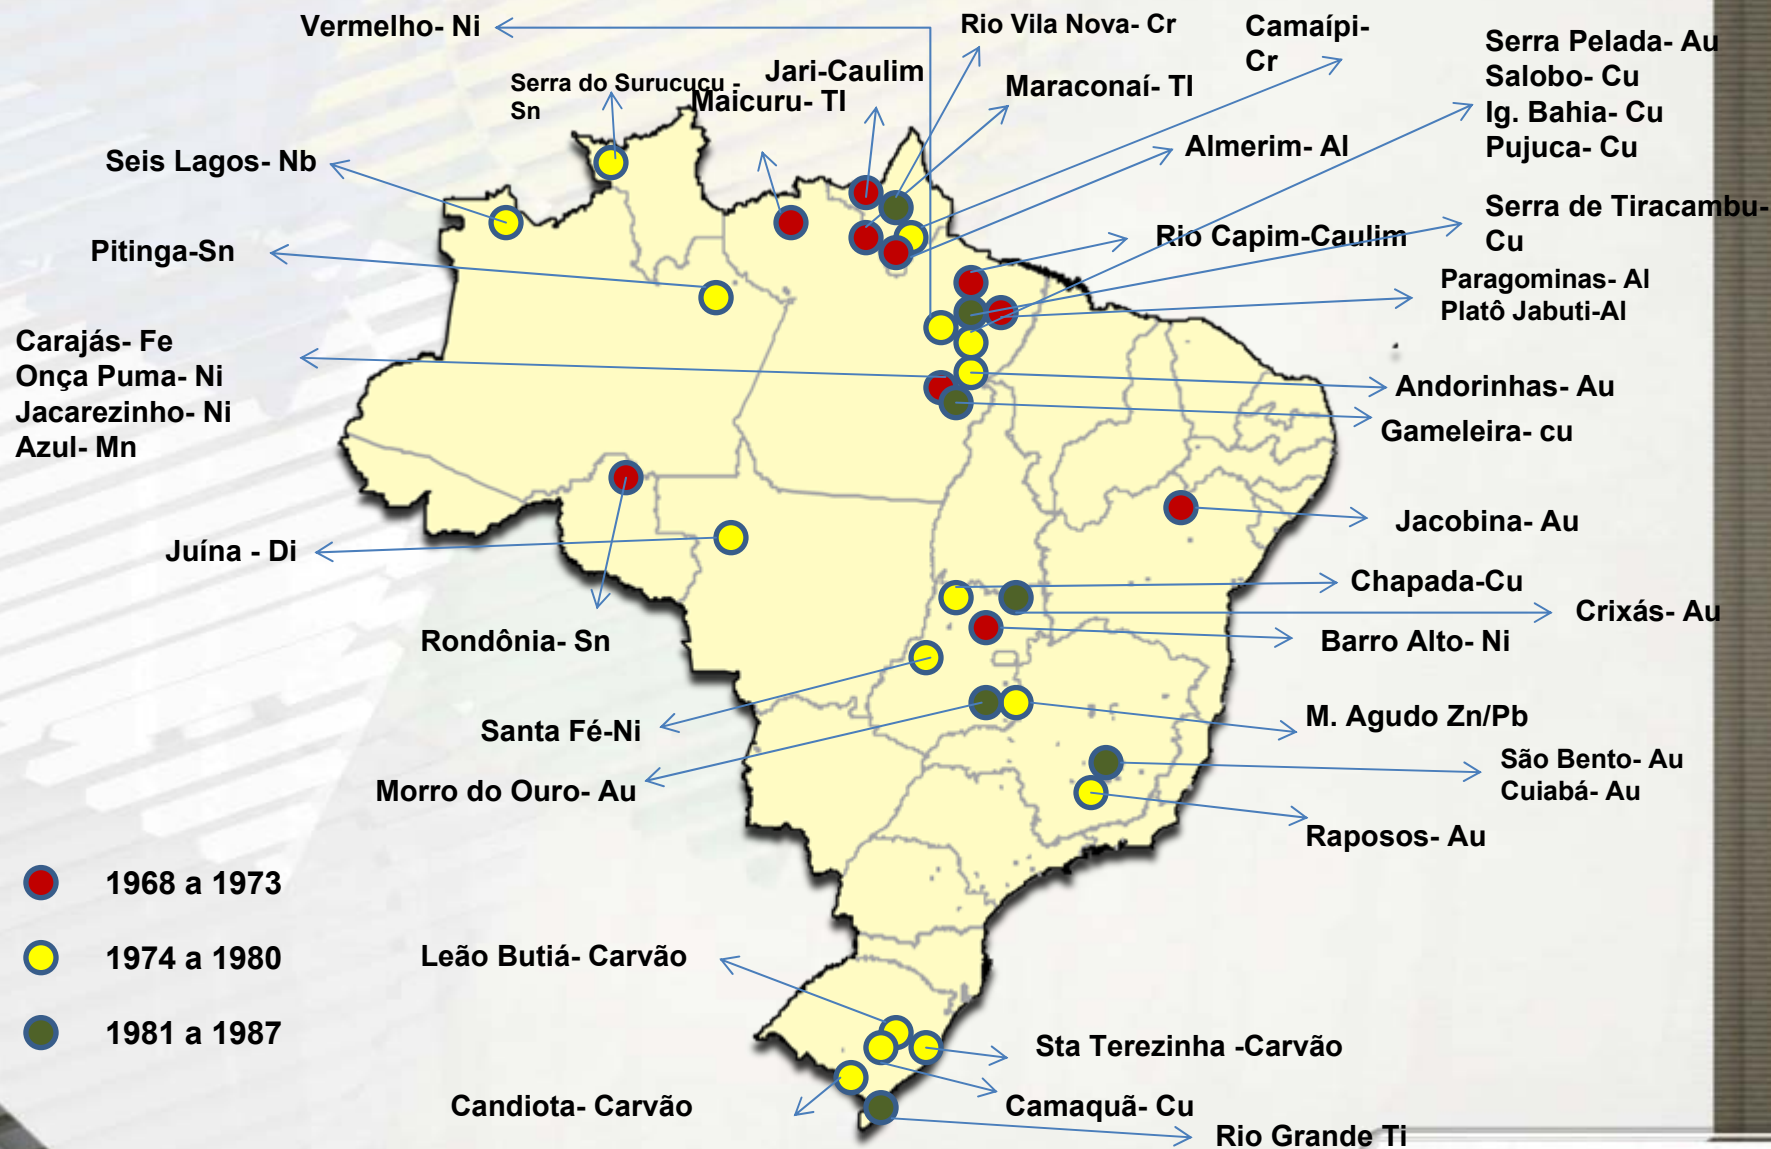 Vermelho- Ni
Rio Vila Nova- Cr
Camaípi-
Cr
Serra Pelada- Au
Salobo- Cu
Ig. Bahia- Cu
Pujuca- Cu
Serra do Surucuçu -
Sn
Jari-Caulim
Maicuru- TI
Maraconaí- TI
Almerim- Al
Seis Lagos- Nb
Pitinga-Sn
Rio Capim-Caulim
Serra de Tiracambu-
Cu
Paragominas- Al
Platô Jabuti-Al
Carajás- Fe
Onça Puma- Ni
Jacarezinho- Ni
Azul- Mn
Andorinhas- Au
Gameleira- cu
Jacobina- Au
Juína - Di
Chapada-Cu
Crixás- Au
Rondônia- Sn
Barro Alto- Ni
Santa Fé-Ni
M. Agudo Zn/Pb
Morro do Ouro- Au
São Bento- Au
Cuiabá- Au
Raposos- Au
1968 a 1973
1974 a 1980
1981 a 1987
Leão Butiá- Carvão
Sta Terezinha -Carvão
Candiota- Carvão
Camaquã- Cu
Rio Grande Ti